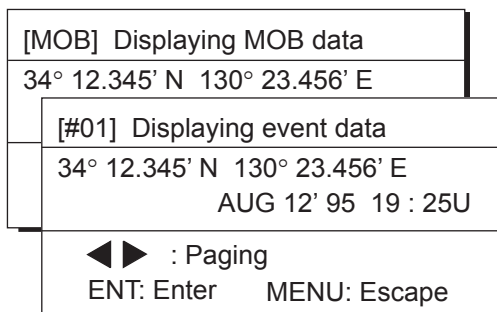 [MOB] Displaying MOB data
34° 12.345’ N 130° 23.456’ E
[#01] Displaying event data
34° 12.345’ N 130° 23.456’ E
AUG 12’ 95 19 : 25U
◀ ▶ : Paging
ENT: Enter MENU: Escape